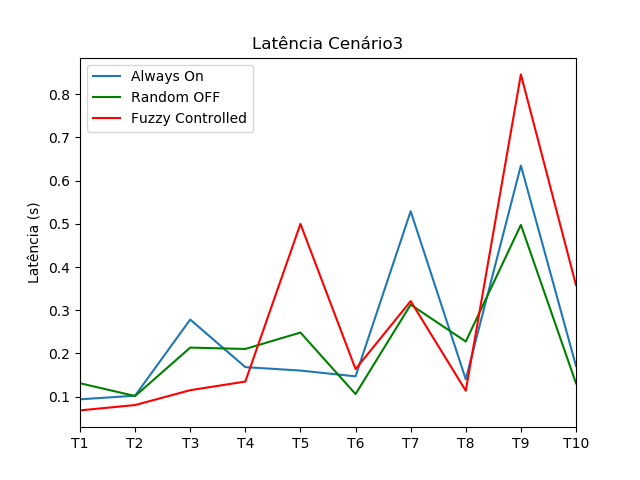 Latência Cenário3
Always On
Random OFF
Fuzzy Controlled
Latência (s)
0.8
0.7
0.6
0.5
0.4
0.3
0.2
0.1
T1 T2 T3 T4 T5 T6 T7 T8 T9 T10